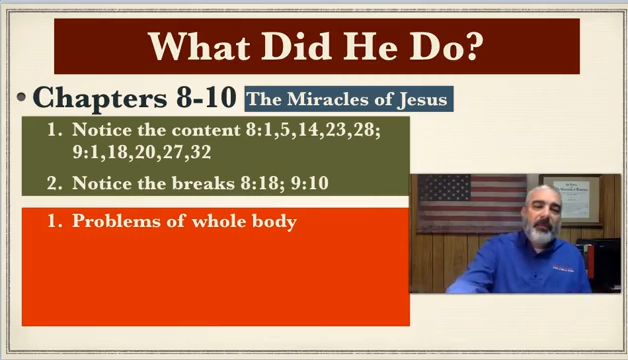 What Did He Do?
• Chapters 8-10 The Miracles of Jesus
1. Notice the content 8:1,5,14,23,28;
9:1,18,20,27,32
2. Notice the breaks 8:18; 9:10
1. Problems of whole body